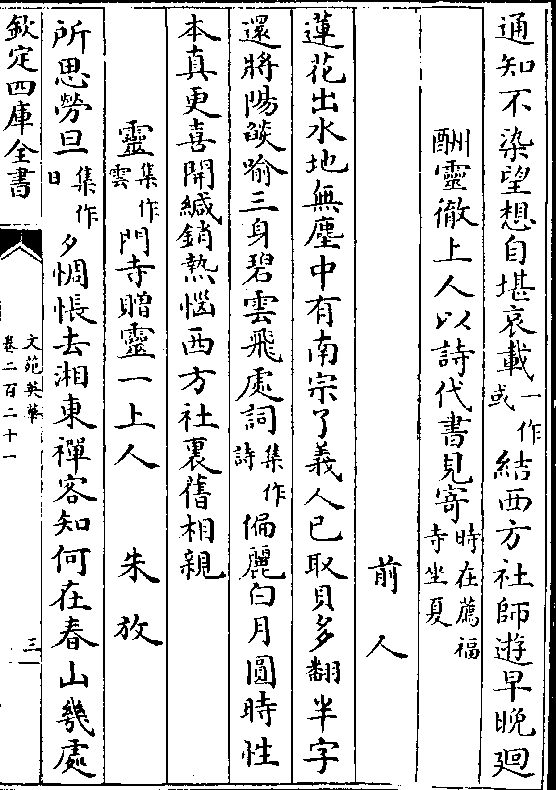 通知不染望想自堪哀載一作或結西方社師遊早晚廻
酬靈徹上人以詩代書見寄時在薦福寺坐夏
前人
蓮花出水地無塵中有南宗了義人已取貝多翻半字
還將陽燄喻三身碧雲飛處詞集作詩偏麗白月圓時性
本真更喜開緘銷熱惱西方社裏舊相親
靈集作雲門寺贈靈一上人　朱放
所思勞旦集作日夕惆悵去湘東禪客知何在春山幾處
欽定四庫全書
文苑英華
卷二百二十一
三